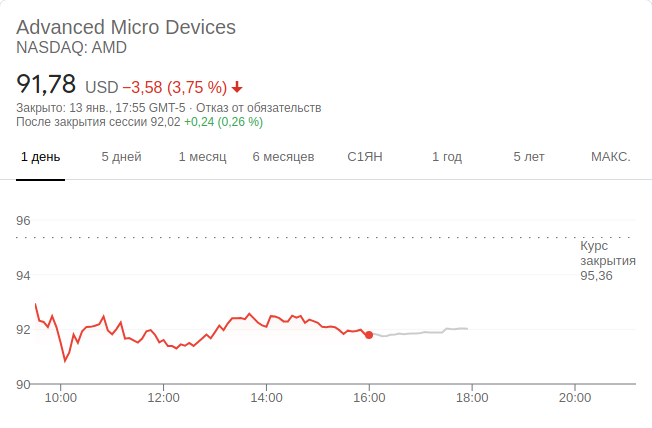 Advanced Micro Devices
NASDAQ: AMD
91,78 USD −3,58 (3,75 %)
Закрыто: 13 янв., 17:55 GMT-5 · Отказ от обязательств
После закрытия сессии 92,02 +0,24 (0,26 %)
1 день 5 дней 1 месяц 6 месяцев С1ЯН 1 год 5 лет МАКС.
96
Курс
закрытия
95,36
94
92
90
10:00 12:00 14:00 16:00 18:00 20:00